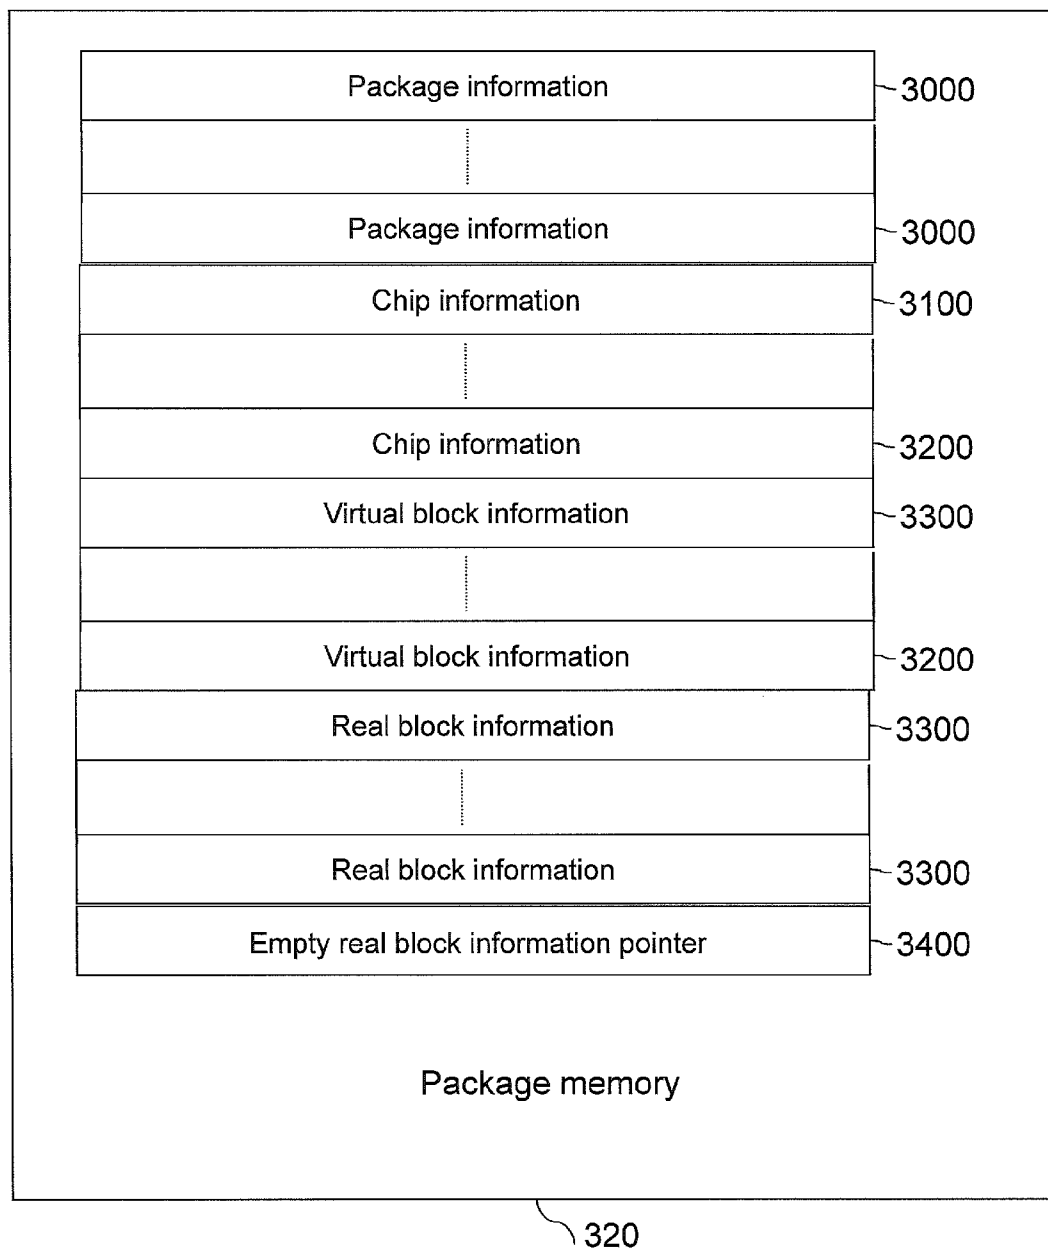 Package information 3000
Package information 3000
Chip information 3100
Chip information 3200
Virtual block information 3300
Virtual block information 3200
Real block information 3300
Real block information 3300
Empty real block information pointer 3400
Package memory
320